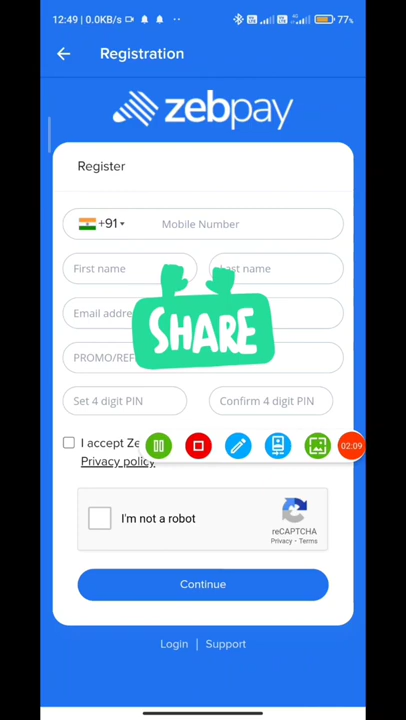 12:49 | 0.0KB/s
77%
Registration
zebpay
Register
+91 Mobile Number
First name Last name
Email addre
SHARE
PROMO/REF
Set 4 digit PIN Confirm 4 digit PIN
I accept Ze
Privacy policy
02:09
I'm not a robot
reCAPTCHA
Privacy - Terms
Continue
Login | Support